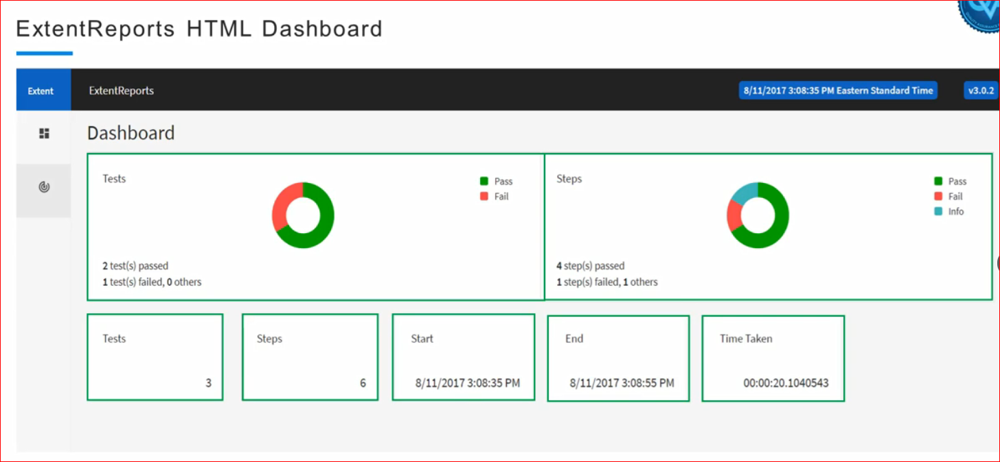 ExtentReports HTML Dashboard
Extent
ExtentReports
8/11/2017 3:08:35 PM Eastern Standard Time
v3.0.2
Dashboard
Tests
Pass
Fail
2 test(s) passed
1 test(s) failed, 0 others
Steps
Pass
Fail
Info
4 step(s) passed
1 step(s) failed, 1 others
Tests
3
Steps
6
Start
8/11/2017 3:08:35 PM
End
8/11/2017 3:08:55 PM
Time Taken
00:00:20.1040543